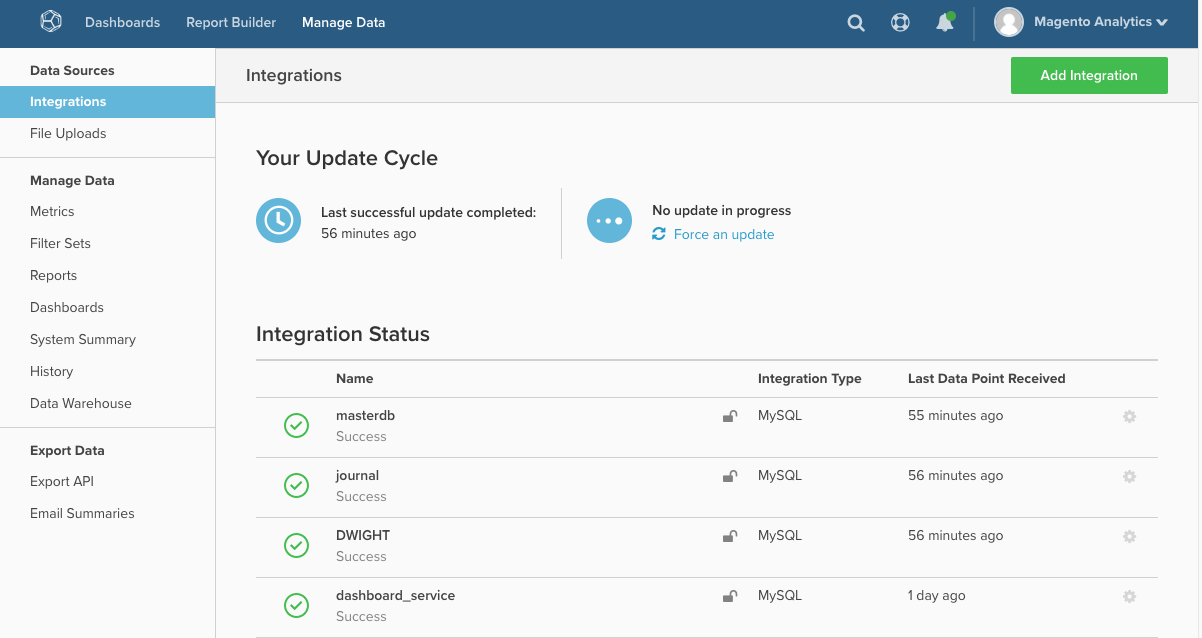 Dashboards Report Builder Manage Data Magento Analytics
Data Sources
Integrations
File Uploads
Manage Data
Metrics
Filter Sets
Reports
Dashboards
System Summary
History
Data Warehouse
Export Data
Export API
Email Summaries
Integrations Add Integration
Your Update Cycle
Last successful update completed:
56 minutes ago
No update in progress
Force an update
Integration Status
Name Integration Type Last Data Point Received
masterdb MySQL 55 minutes ago
Success
journal MySQL 56 minutes ago
Success
DWIGHT MySQL 56 minutes ago
Success
dashboard_service MySQL 1 day ago
Success